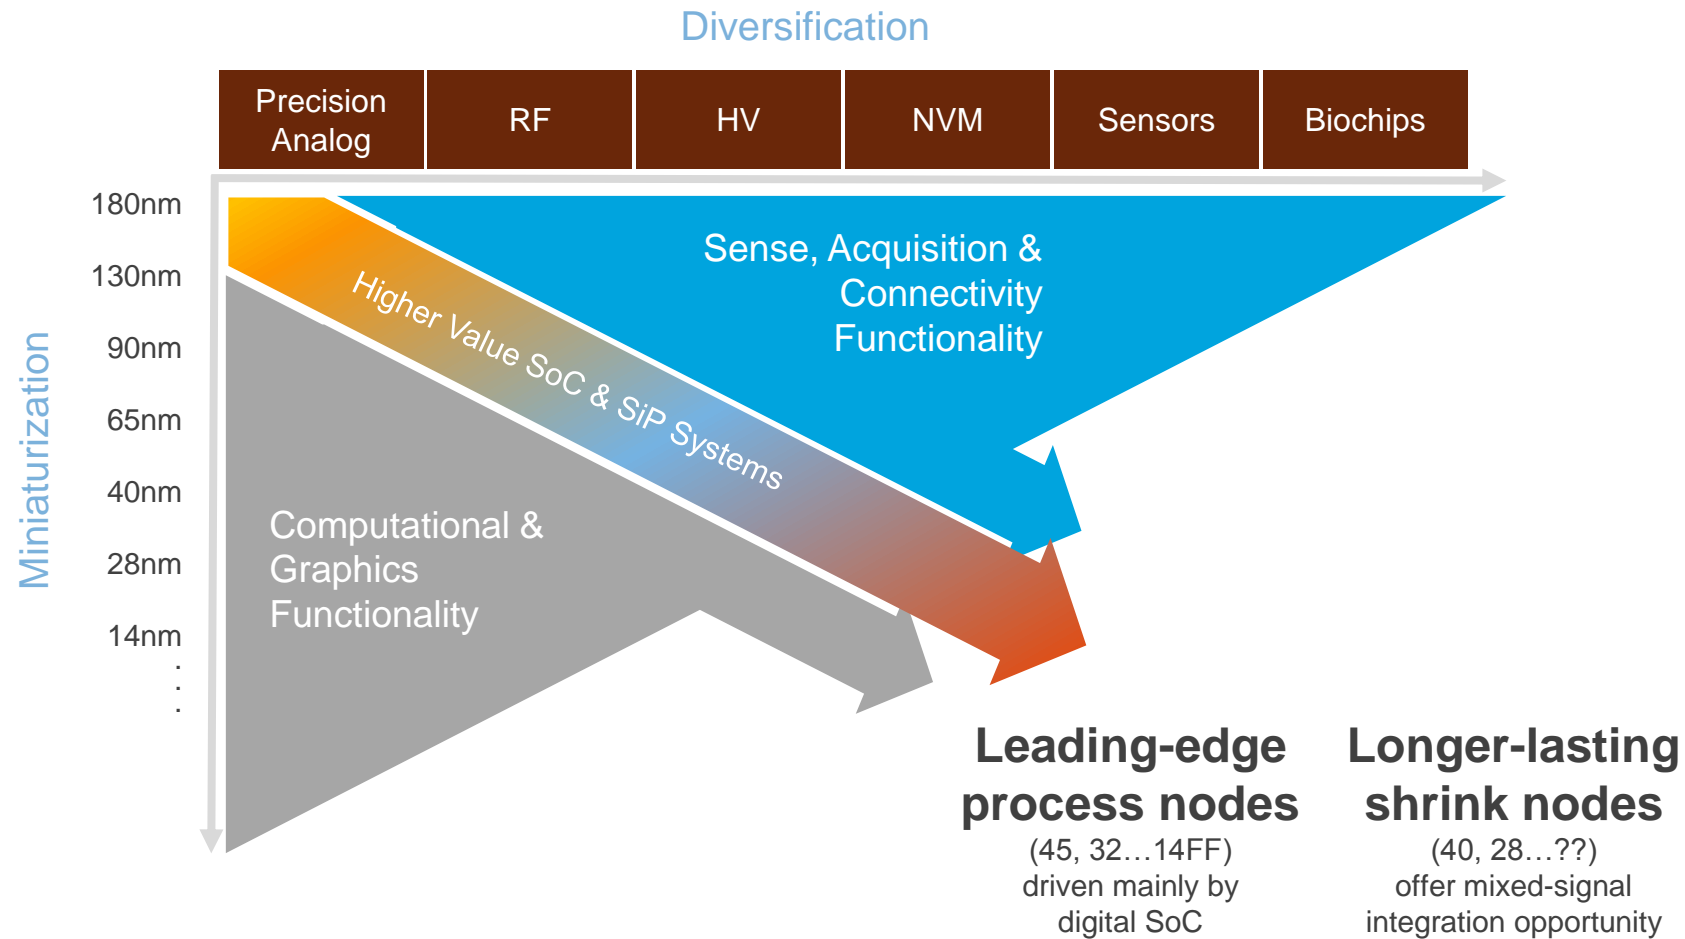 Diversification
Precision
Analog
RF
HV
NVM
Sensors
Biochips
Miniaturization
180nm
130nm
90nm
65nm
40nm
28nm
14nm
.
.
.
Sense, Acquisition &
Connectivity
Functionality
Higher Value SoC & SiP Systems
Computational &
Graphics
Functionality
Leading-edge
process nodes
(45, 32…14FF)
driven mainly by
digital SoC
Longer-lasting
shrink nodes
(40, 28…??)
offer mixed-signal
integration opportunity